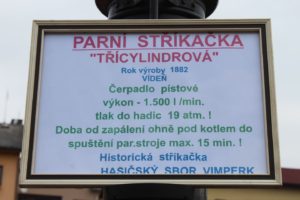 PARNÍ STŘÍKAČKA
"TŘÍCYLINDROVÁ"
Rok výroby 1882
VÍDEŇ
Čerpadlo pístové
výkon - 1.500 l/min.
tlak do hadic 19 atm. !
Doba od zapálení ohně pod kotlem do
spuštění par.stroje max. 15 min. !
Historická stříkačka
HASIČSKÝ SBOR VIMPERK